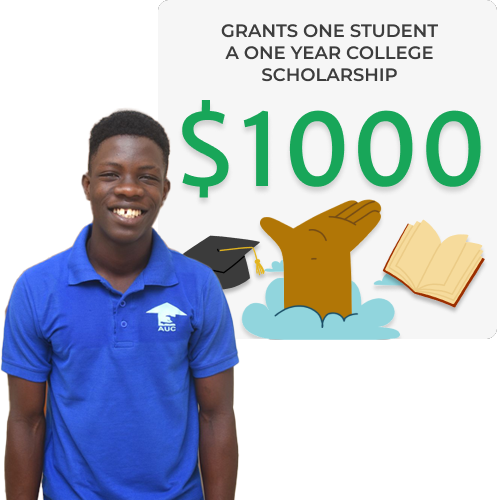 GRANTS ONE STUDENT
A ONE YEAR COLLEGE
SCHOLARSHIP
$1000
AUC